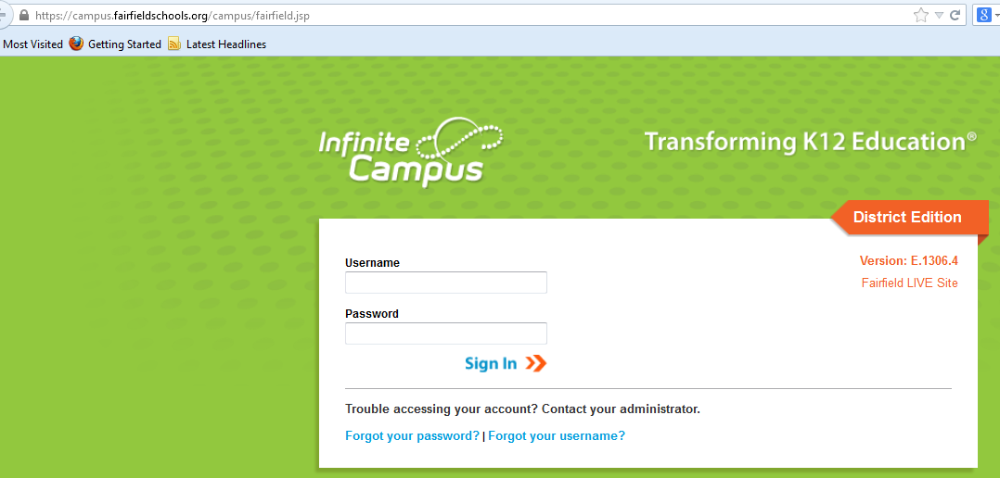 https://campus.fairfieldschools.org/campus/fairfield.jsp
Most Visited Getting Started Latest Headlines
Infinite Campus
Transforming K12 Education®
District Edition
Username
Version: E.1306.4
Fairfield LIVE Site
Password
Sign In
Trouble accessing your account? Contact your administrator.
Forgot your password? | Forgot your username?